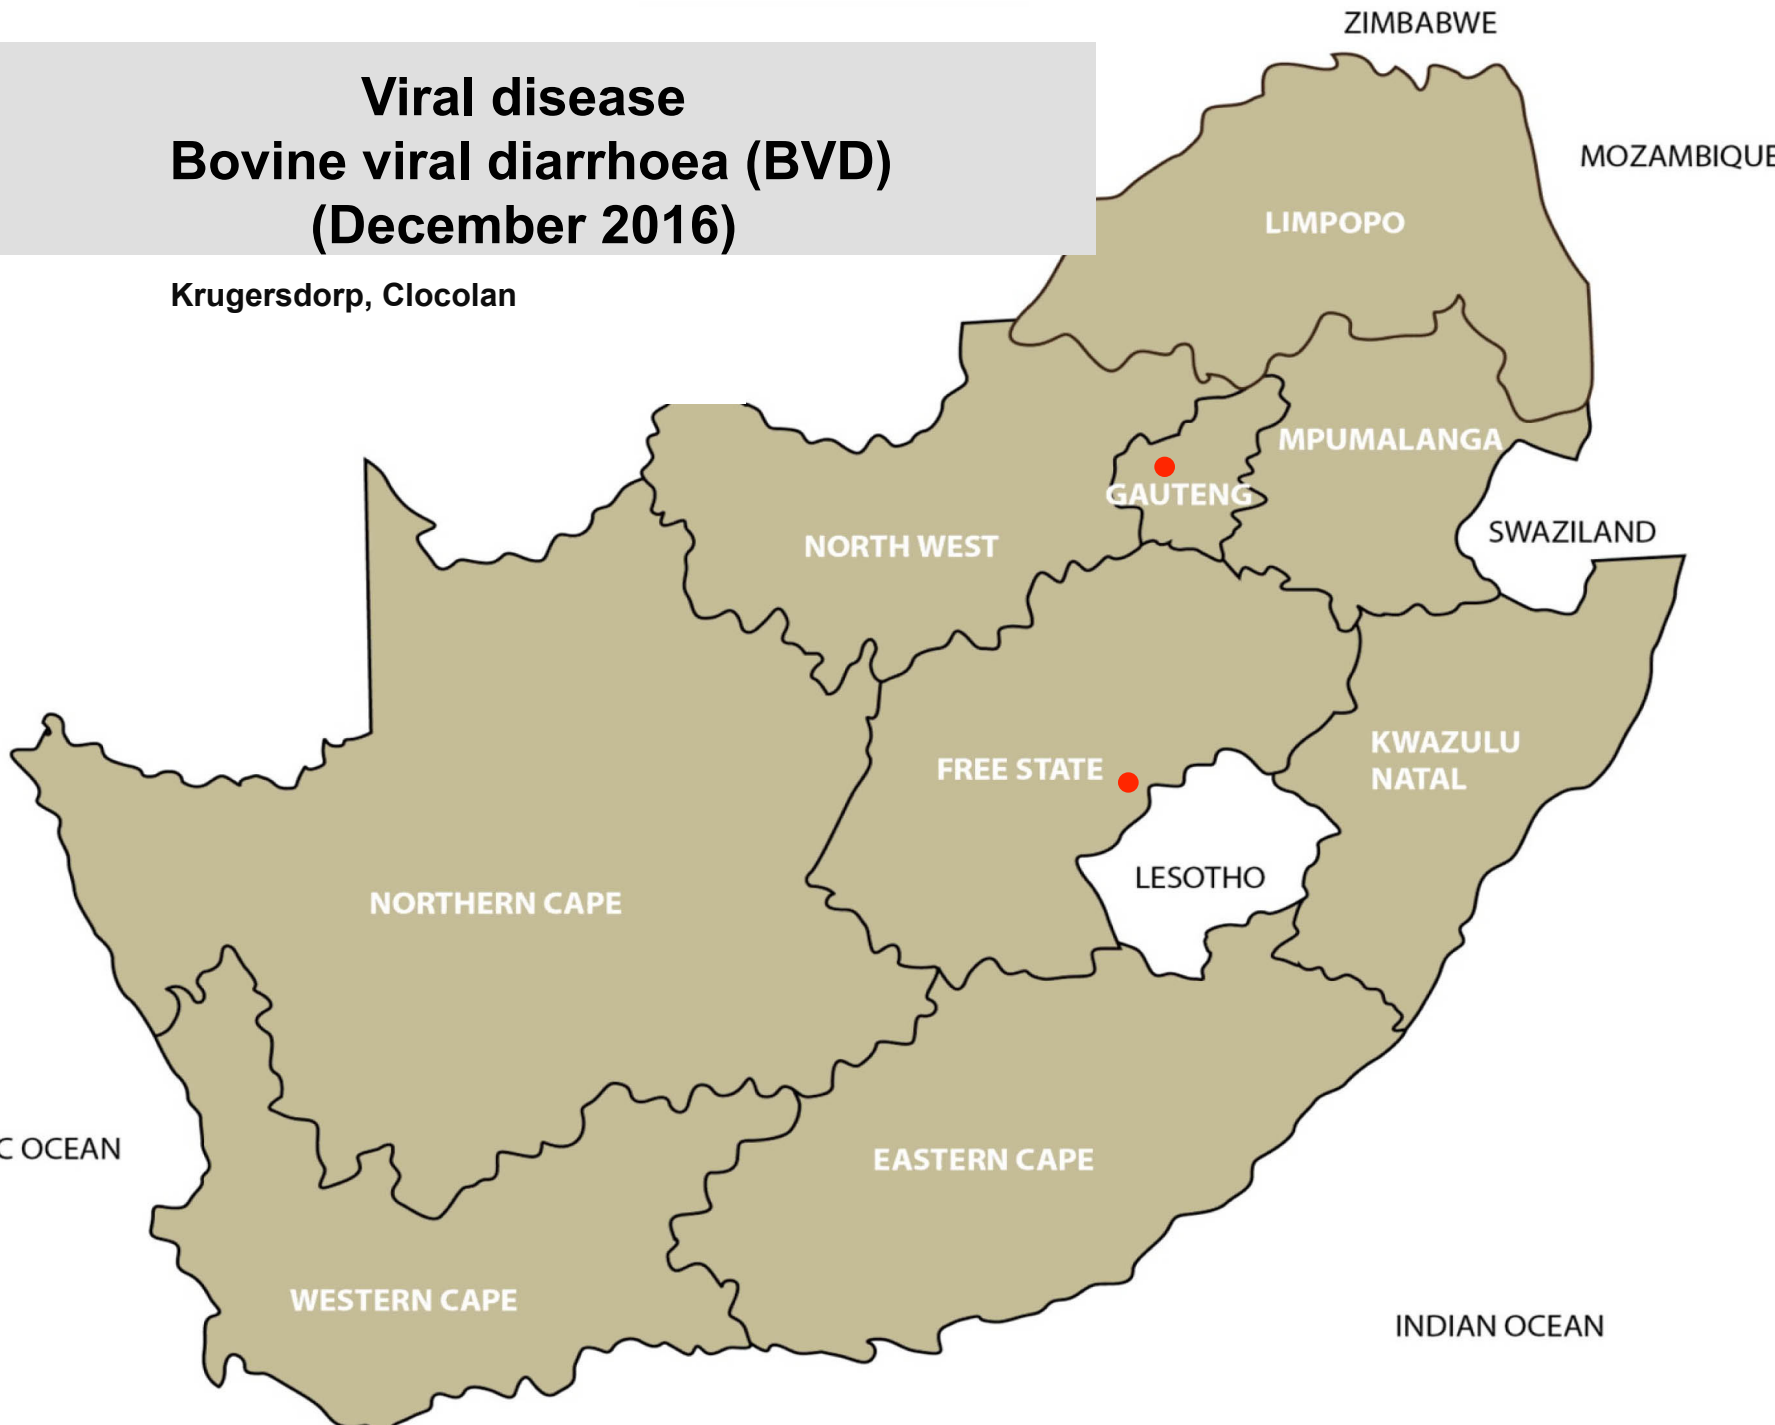 ZIMBABWE
Viral disease
Bovine viral diarrhoea (BVD)
(December 2016)
MOZAMBIQUE
LIMPOPO
Krugersdorp, Clocolan
MPUMALANGA
GAUTENG
SWAZILAND
NORTH WEST
KWAZULU
NATAL
FREE STATE
LESOTHO
NORTHERN CAPE
C OCEAN
EASTERN CAPE
WESTERN CAPE
INDIAN OCEAN